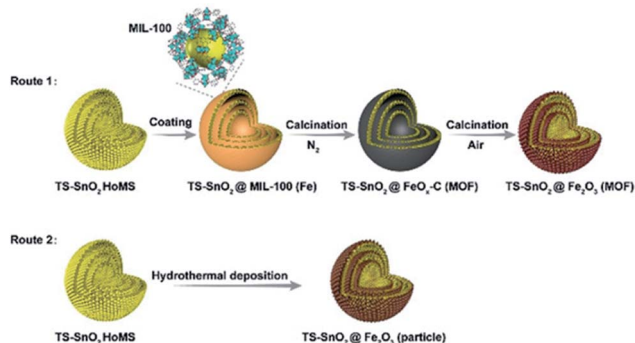 MIL-100
Route 1:
Coating
Calcination
N₂
Calcination
Air
TS-SnO₂ HoMS
TS-SnO₂ @ MIL-100 (Fe)
TS-SnO₂ @ FeOₓ-C (MOF)
TS-SnO₂ @ Fe₂O₃ (MOF)
Route 2:
Hydrothermal deposition
TS-SnO₂ HoMS
TS-SnO₂ @ Fe₂O₃ (particle)